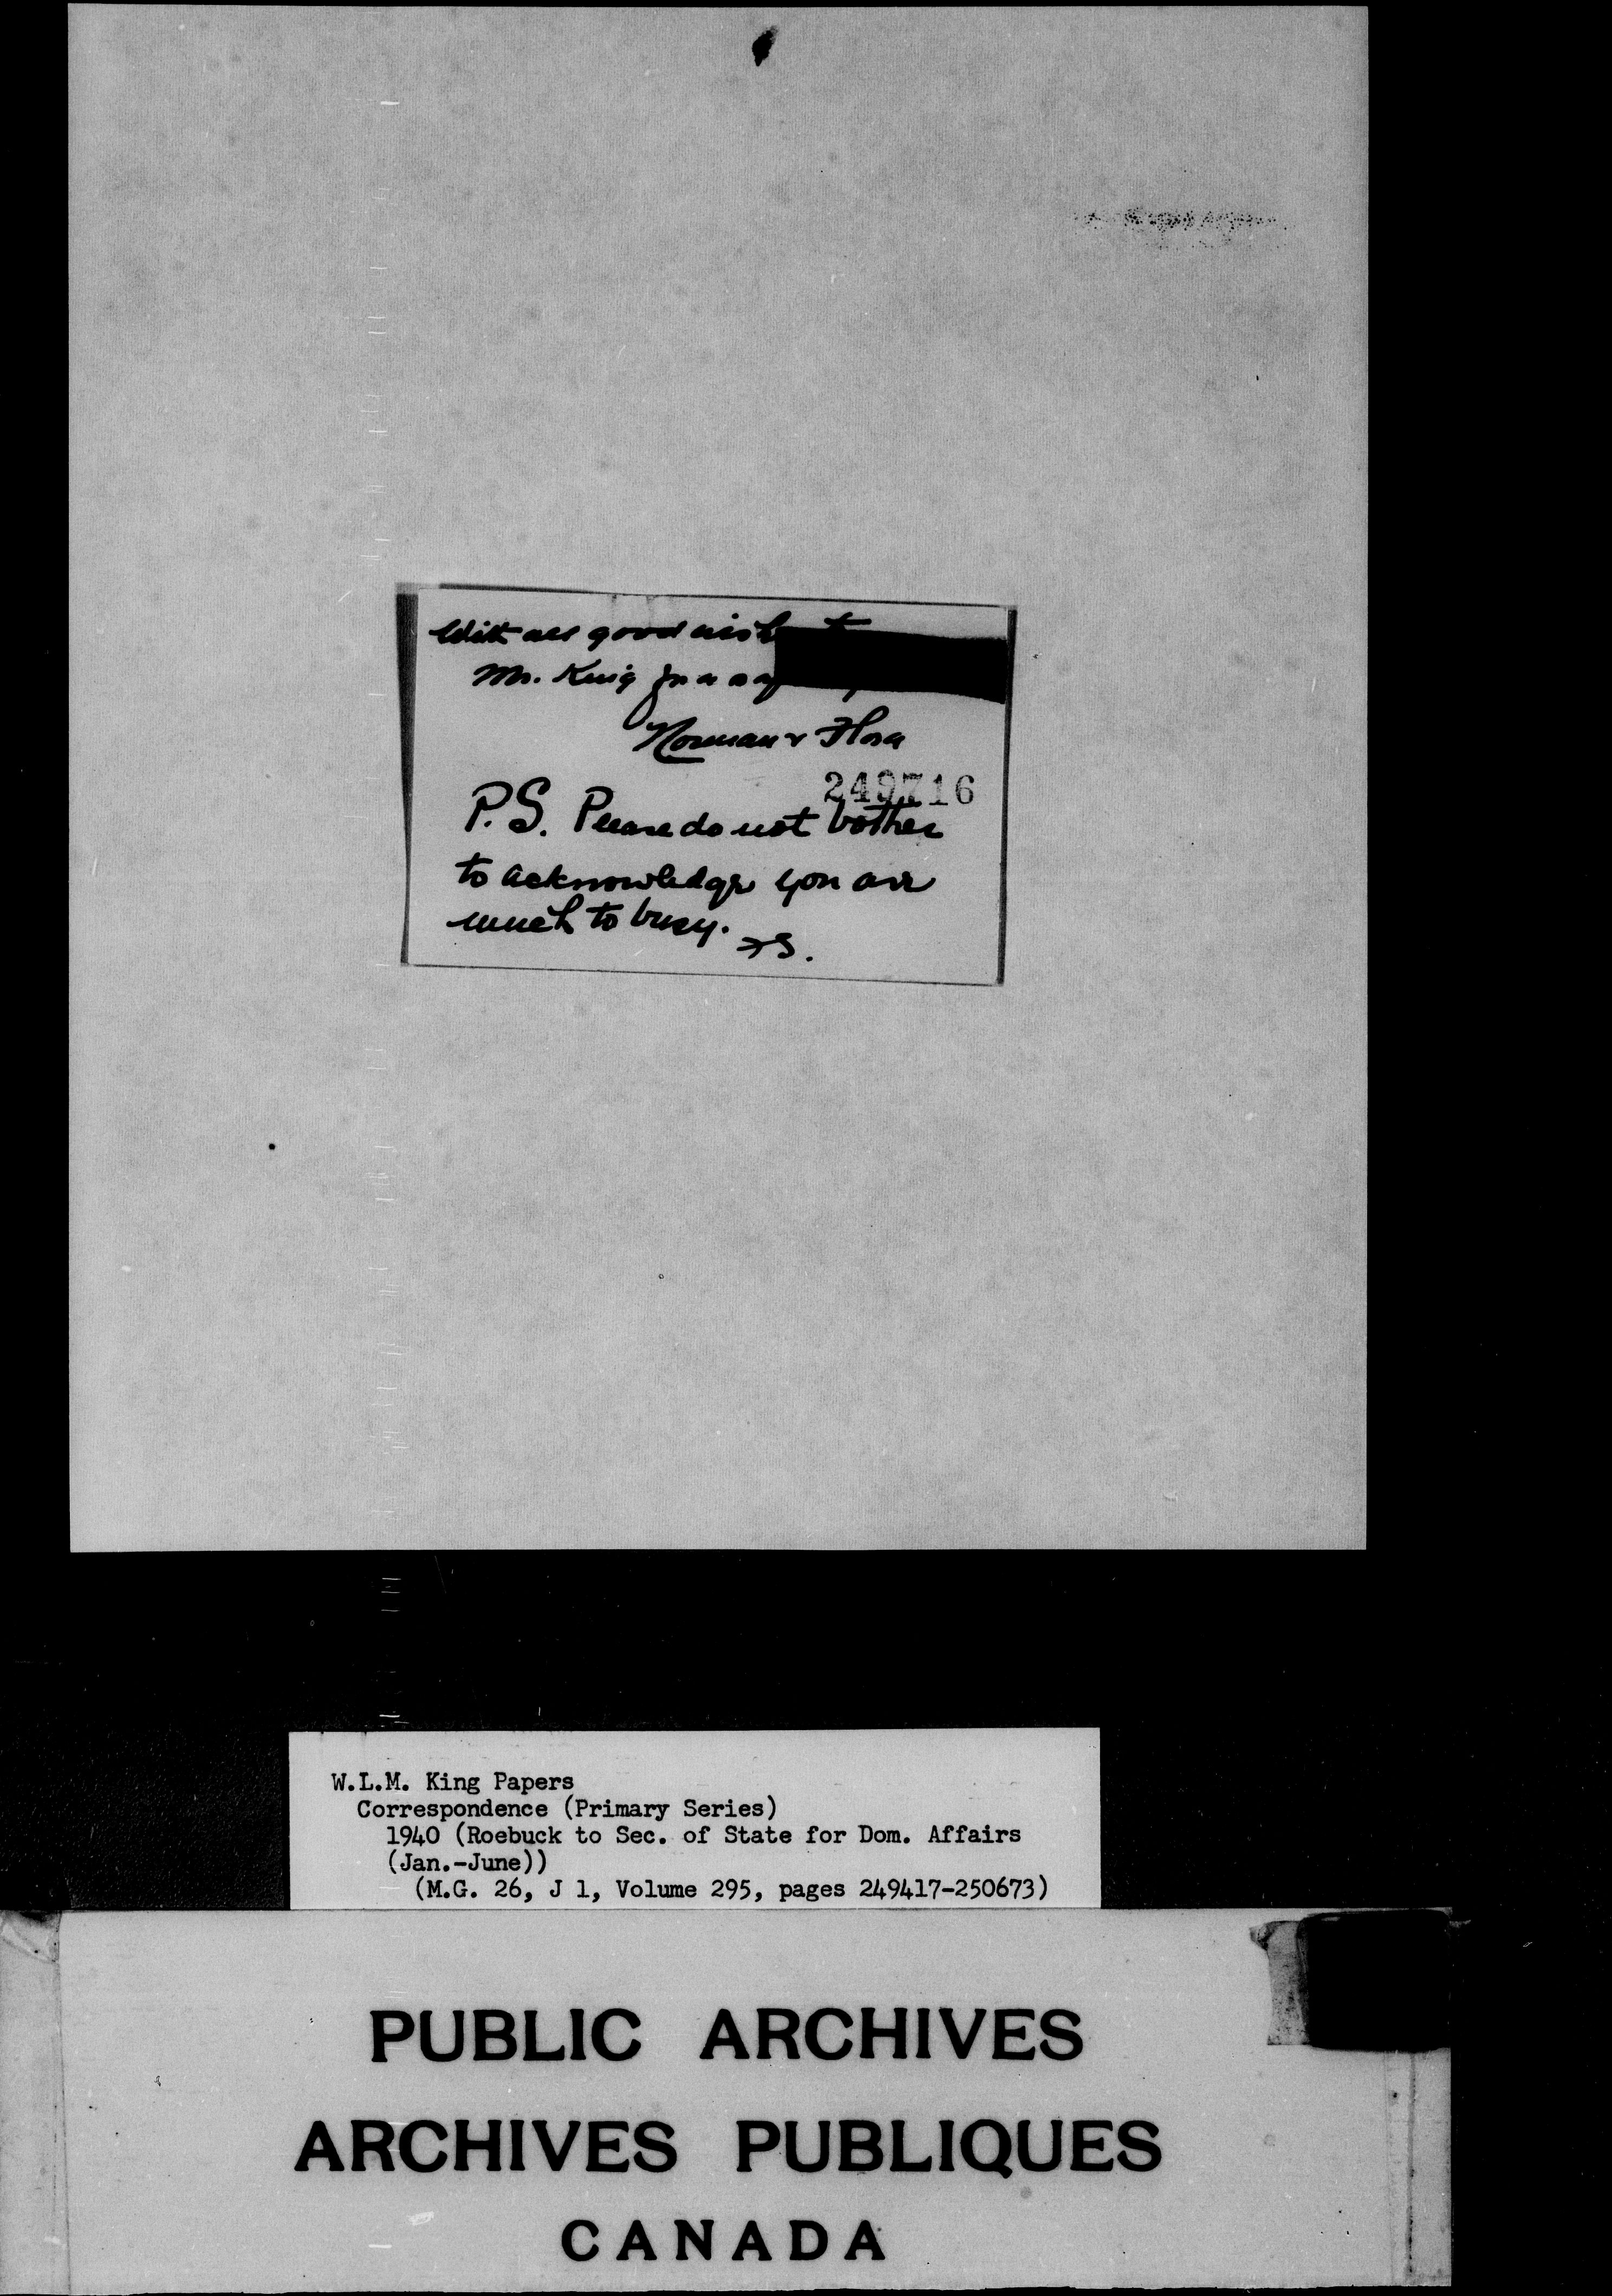 With all good wish
Mr. King for a
Norman & Flora
249716
P.S. Please do not bother
to acknowledge you are
much to busy.
FS.
W.L.M. King Papers
Correspondence (Primary Series)
1940 (Roebuck to Sec. of State for Dom. Affairs
(Jan.-June))
(M.G. 26, J 1, Volume 295, pages 249417-250673)
PUBLIC ARCHIVES
ARCHIVES PUBLIQUES
CANADA